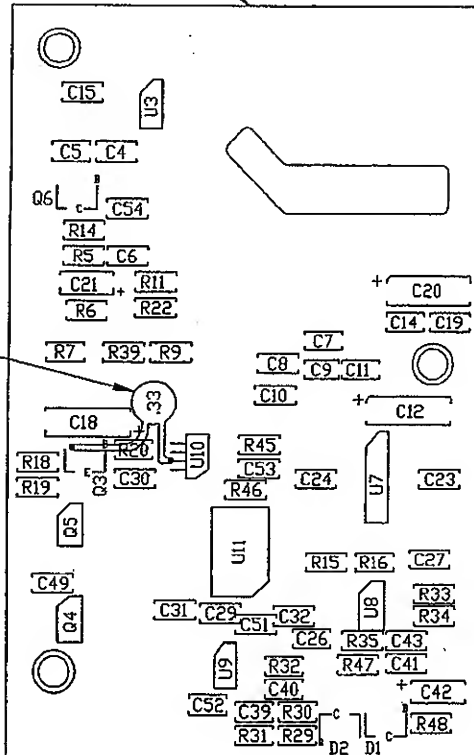 C15 U3
C5 C4
Q6 B
C C54
R14
R5 C6
C21 + R11
R6 R22
+ C20
C14 C19
R7 R39 R9
C7
C8 C9 C11
C10
.33
+ C12
C18 +
B R20 U10 R45
R18 E Q3 C30 C53
R19 R46 C24 U7 C23
Q5
U11
R15 R16 C27
C49
Q4
C31 C29 C51 C32
U8 R33
R34
C26 R35 C43
U9 R32 R47 C41
C40
+ C42
C52 C39 R30 C B
R31 R29 B D2 D1 C R48